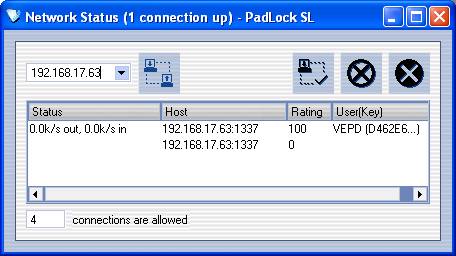 Network Status (1 connection up) - PadLock SL
192.168.17.63
Status Host Rating User(Key)
0.0k/s out, 0.0k/s in 192.168.17.63:1337 100 VEPD (D462E6...)
192.168.17.63:1337 0
4 connections are allowed